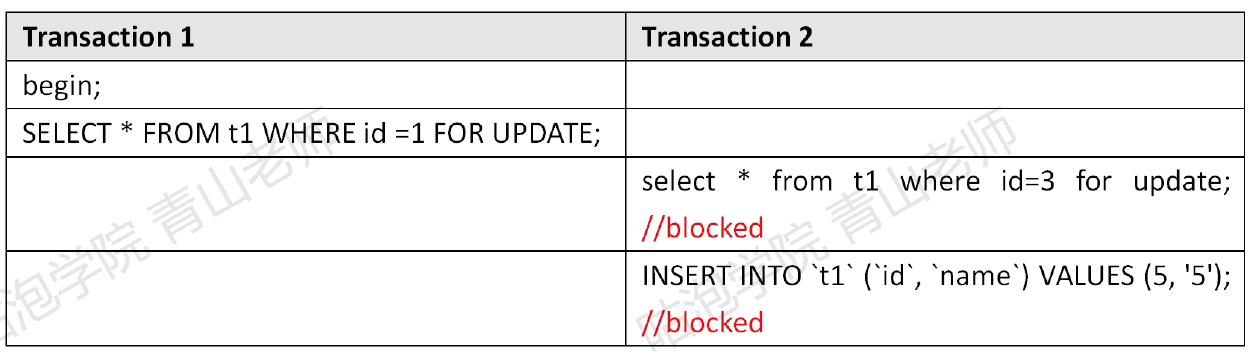 Transaction 1
Transaction 2
begin;
SELECT * FROM t1 WHERE id =1 FOR UPDATE;
select * from t1 where id=3 for update;
//blocked
INSERT INTO `t1` (`id`, `name`) VALUES (5, '5');
//blocked
咕泡学院 青山老师
咕泡学院 青山老师